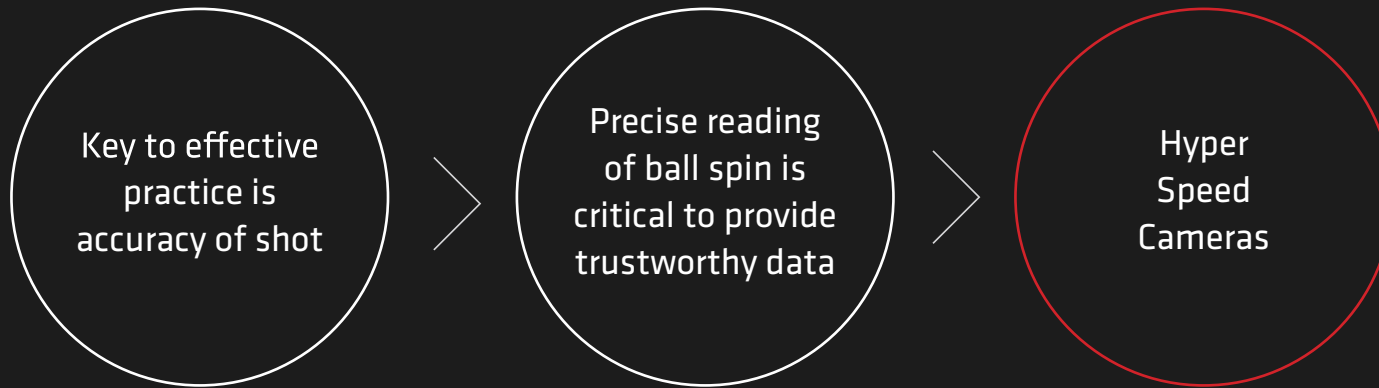 Key to effective
practice is
accuracy of shot
Precise reading
of ball spin is
critical to provide
trustworthy data
Hyper
Speed
Cameras